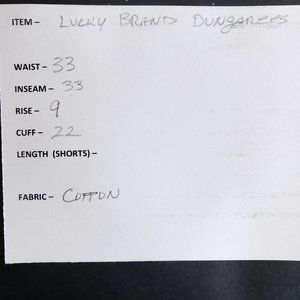 ITEM – LUCKY BRAND DUNGAREES
WAIST – 33
INSEAM – 33
RISE – 9
CUFF – 22
LENGTH (SHORTS) –
FABRIC – COTTON